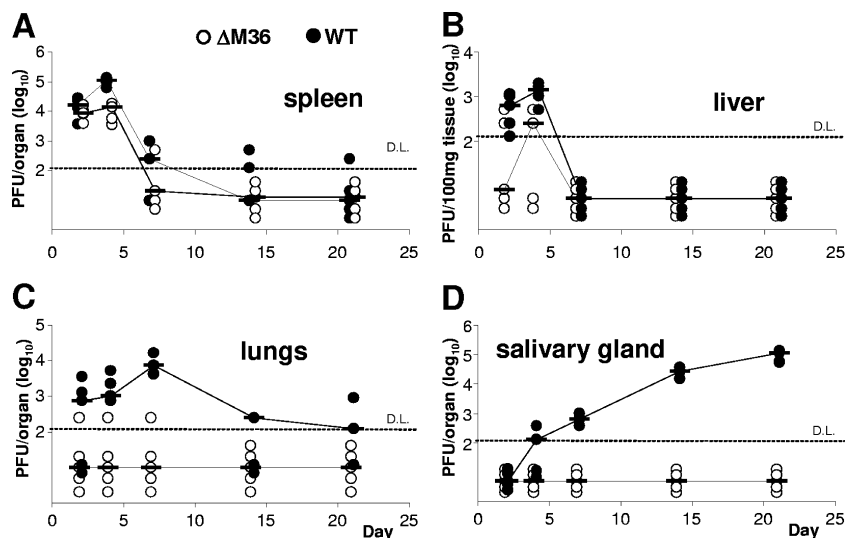 A
○ ΔM36 ● WT
B
PFU/organ (log10)
6
5
4
3
2
spleen
D.L.
0 5 10 15 20 25
PFU/100mg tissue (log10)
4
3
2
liver
D.L.
0 5 10 15 20 25
C
PFU/organ (log10)
5
4
3
2
lungs
D.L.
0 5 10 15 20 25
Day
D
PFU/organ (log10)
6
5
4
3
2
salivary gland
D.L.
0 5 10 15 20 25
Day